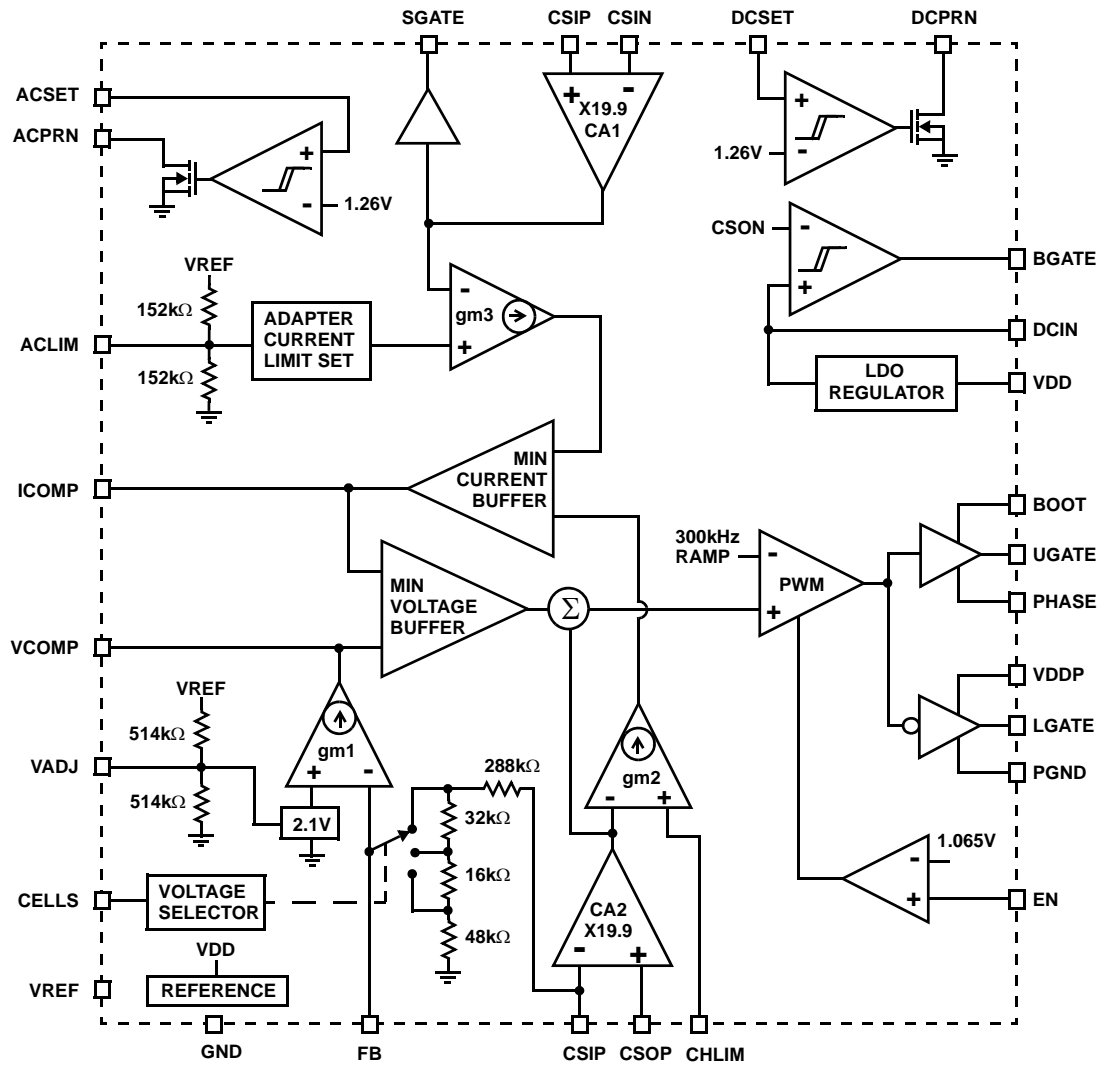 SGATE
CSIP
CSIN
DCSET
DCPRN
ACSET
ACPRN
+
-
1.26V
+
-
X19.9
CA1
+
-
1.26V
CSON
-
+
BGATE
DCIN
LDO
REGULATOR
VDD
VREF
152kΩ
152kΩ
ACLIM
ADAPTER
CURRENT
LIMIT SET
-
gm3
+
MIN
CURRENT
BUFFER
ICOMP
MIN
VOLTAGE
BUFFER
Σ
300kHz
RAMP
-
PWM
+
BOOT
UGATE
PHASE
VCOMP
VREF
514kΩ
514kΩ
VADJ
gm1
+
-
2.1V
288kΩ
32kΩ
16kΩ
48kΩ
gm2
-
+
VDDP
LGATE
PGND
1.065V
-
+
EN
CELLS
VOLTAGE
SELECTOR
CA2
X19.9
-
+
VDD
REFERENCE
VREF
GND
FB
CSIP
CSOP
CHLIM